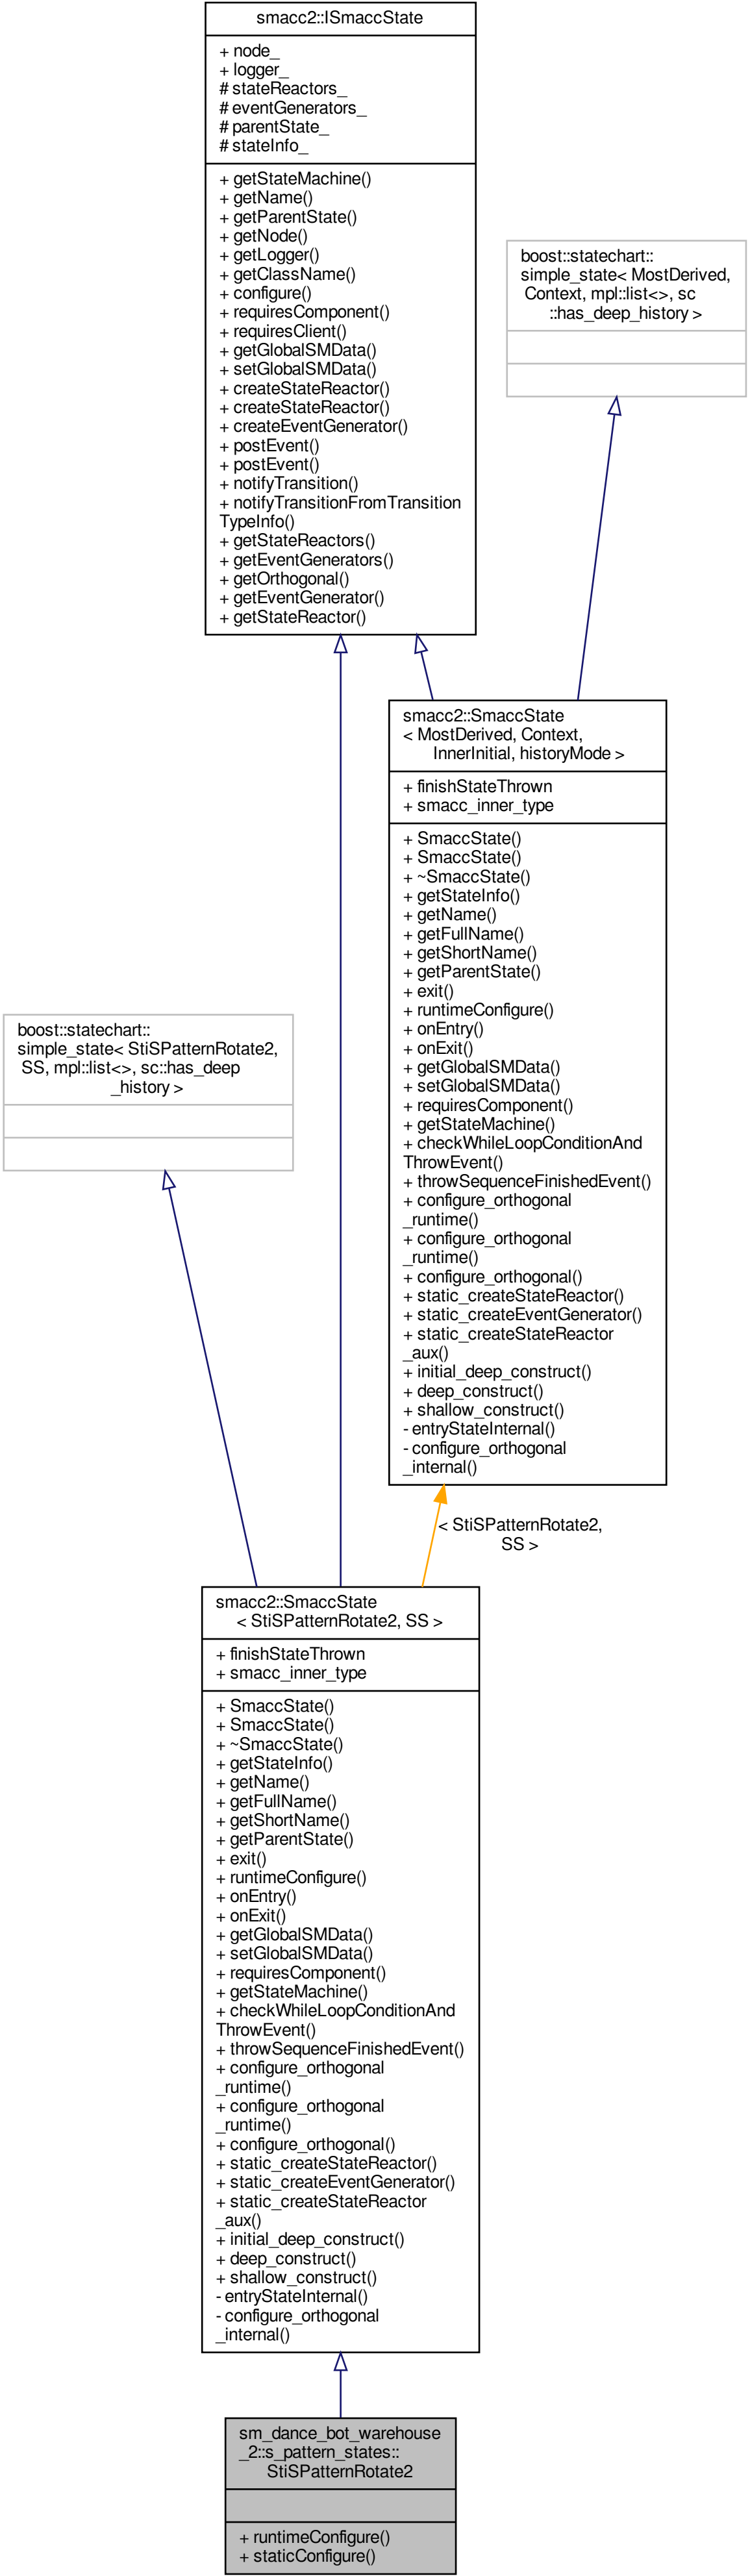 smacc2::ISmaccState
+ node_
+ logger_
# stateReactors_
# eventGenerators_
# parentState_
# stateInfo_
+ getStateMachine()
+ getName()
+ getParentState()
+ getNode()
+ getLogger()
+ getClassName()
+ configure()
+ requiresComponent()
+ requiresClient()
+ getGlobalSMData()
+ setGlobalSMData()
+ createStateReactor()
+ createStateReactor()
+ createEventGenerator()
+ postEvent()
+ postEvent()
+ notifyTransition()
+ notifyTransitionFromTransition
TypeInfo()
+ getStateReactors()
+ getEventGenerators()
+ getOrthogonal()
+ getEventGenerator()
+ getStateReactor()
boost::statechart::
simple_state< MostDerived,
Context, mpl::list<>, sc
::has_deep_history >
smacc2::SmaccState
< MostDerived, Context,
InnerInitial, historyMode >
+ finishStateThrown
+ smacc_inner_type
+ SmaccState()
+ SmaccState()
+ ~SmaccState()
+ getStateInfo()
+ getName()
+ getFullName()
+ getShortName()
+ getParentState()
+ exit()
+ runtimeConfigure()
+ onEntry()
+ onExit()
+ getGlobalSMData()
+ setGlobalSMData()
+ requiresComponent()
+ getStateMachine()
+ checkWhileLoopConditionAnd
ThrowEvent()
+ throwSequenceFinishedEvent()
+ configure_orthogonal
_runtime()
+ configure_orthogonal
_runtime()
+ configure_orthogonal()
+ static_createStateReactor()
+ static_createEventGenerator()
+ static_createStateReactor
_aux()
+ initial_deep_construct()
+ deep_construct()
+ shallow_construct()
- entryStateInternal()
- configure_orthogonal
_internal()
boost::statechart::
simple_state< StiSPatternRotate2,
SS, mpl::list<>, sc::has_deep
_history >
< StiSPatternRotate2,
SS >
smacc2::SmaccState
< StiSPatternRotate2, SS >
+ finishStateThrown
+ smacc_inner_type
+ SmaccState()
+ SmaccState()
+ ~SmaccState()
+ getStateInfo()
+ getName()
+ getFullName()
+ getShortName()
+ getParentState()
+ exit()
+ runtimeConfigure()
+ onEntry()
+ onExit()
+ getGlobalSMData()
+ setGlobalSMData()
+ requiresComponent()
+ getStateMachine()
+ checkWhileLoopConditionAnd
ThrowEvent()
+ throwSequenceFinishedEvent()
+ configure_orthogonal
_runtime()
+ configure_orthogonal
_runtime()
+ configure_orthogonal()
+ static_createStateReactor()
+ static_createEventGenerator()
+ static_createStateReactor
_aux()
+ initial_deep_construct()
+ deep_construct()
+ shallow_construct()
- entryStateInternal()
- configure_orthogonal
_internal()
sm_dance_bot_warehouse
_2::s_pattern_states::
StiSPatternRotate2
+ runtimeConfigure()
+ staticConfigure()